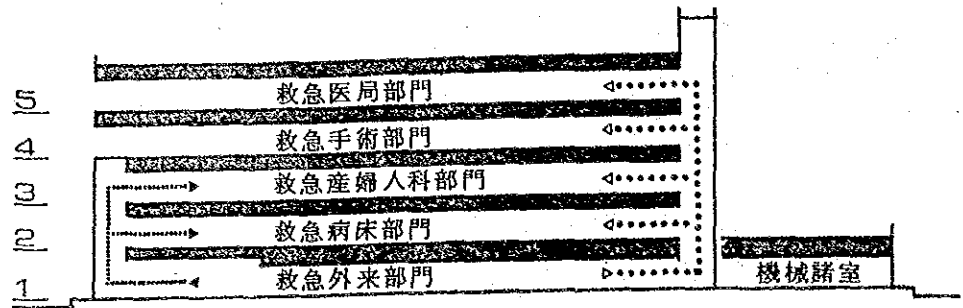 5 救急医局部門
4 救急手術部門
3 救急産婦人科部門
2 救急病床部門
1 救急外来部門 機械諸室